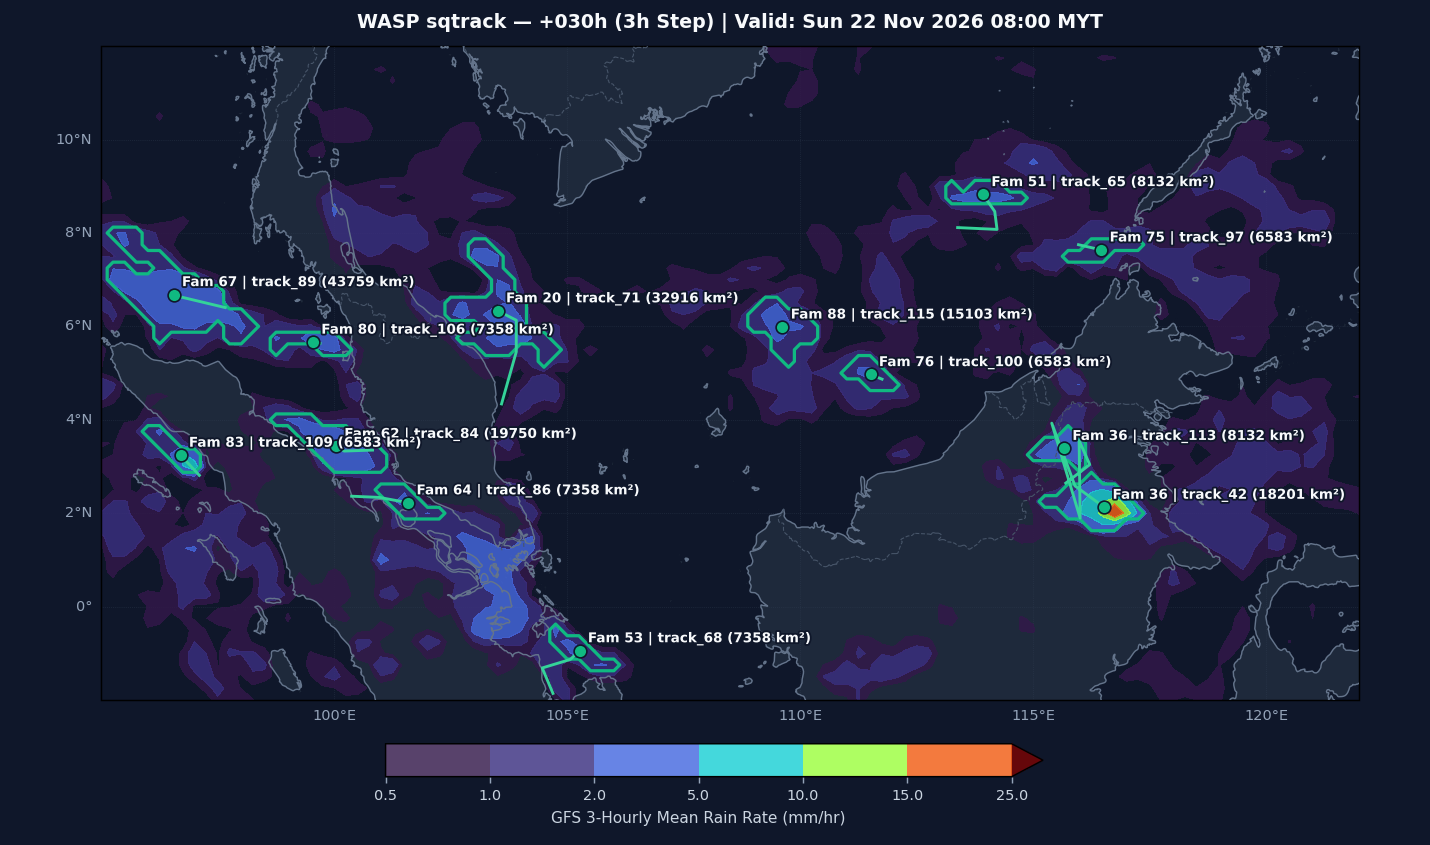 WASP sqtrack — +030h (3h Step) | Valid: Sun 22 Nov 2026 08:00 MYT
10°N
8°N
6°N
4°N
2°N
0°
Fam 51 | track_65 (8132 km²)
Fam 75 | track_97 (6583 km²)
Fam 67 | track_89 (43759 km²)
Fam 20 | track_71 (32916 km²)
Fam 88 | track_115 (15103 km²)
Fam 80 | track_106 (7358 km²)
Fam 76 | track_100 (6583 km²)
Fam 62 | track_84 (19750 km²)
Fam 36 | track_113 (8132 km²)
Fam 83 | track_109 (6583 km²)
Fam 64 | track_86 (7358 km²)
Fam 36 | track_42 (18201 km²)
Fam 53 | track_68 (7358 km²)
100°E
105°E
110°E
115°E
120°E
0.5
1.0
2.0
5.0
10.0
15.0
25.0
GFS 3-Hourly Mean Rain Rate (mm/hr)